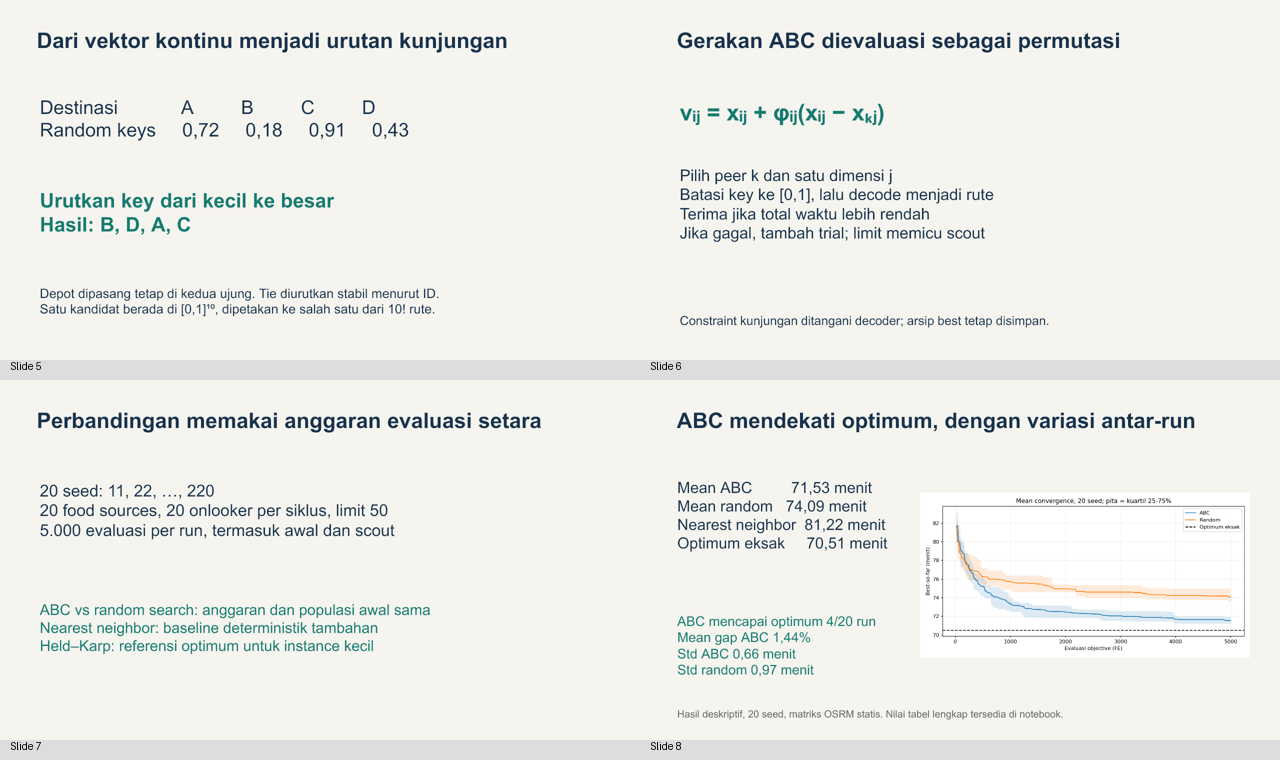 Dari vektor kontinu menjadi urutan kunjungan
Destinasi A B C D
Random keys 0,72 0,18 0,91 0,43
Urutkan key dari kecil ke besar
Hasil: B, D, A, C
Depot dipasang tetap di kedua ujung. Tie diurutkan stabil menurut ID.
Satu kandidat berada di [0,1]¹⁰, dipetakan ke salah satu dari 10! rute.
Slide 5
Gerakan ABC dievaluasi sebagai permutasi
vᵢⱼ = xᵢⱼ + φᵢⱼ(xᵢⱼ − xₖⱼ)
Pilih peer k dan satu dimensi j
Batasi key ke [0,1], lalu decode menjadi rute
Terima jika total waktu lebih rendah
Jika gagal, tambah trial; limit memicu scout
Constraint kunjungan ditangani decoder; arsip best tetap disimpan.
Slide 6
Perbandingan memakai anggaran evaluasi setara
20 seed: 11, 22, …, 220
20 food sources, 20 onlooker per siklus, limit 50
5.000 evaluasi per run, termasuk awal dan scout
ABC vs random search: anggaran dan populasi awal sama
Nearest neighbor: baseline deterministik tambahan
Held–Karp: referensi optimum untuk instance kecil
Slide 7
ABC mendekati optimum, dengan variasi antar-run
Mean ABC 71,53 menit
Mean random 74,09 menit
Nearest neighbor 81,22 menit
Optimum eksak 70,51 menit
ABC mencapai optimum 4/20 run
Mean gap ABC 1,44%
Std ABC 0,66 menit
Std random 0,97 menit
Mean convergence, 20 seed; pita = kuartil 25-75%
ABC
Random
Optimum eksak
Best-so-far (menit)
82
80
78
76
74
72
70
0 1000 2000 3000 4000 5000
Evaluasi objective (FE)
Hasil deskriptif, 20 seed, matriks OSRM statis. Nilai tabel lengkap tersedia di notebook.
Slide 8